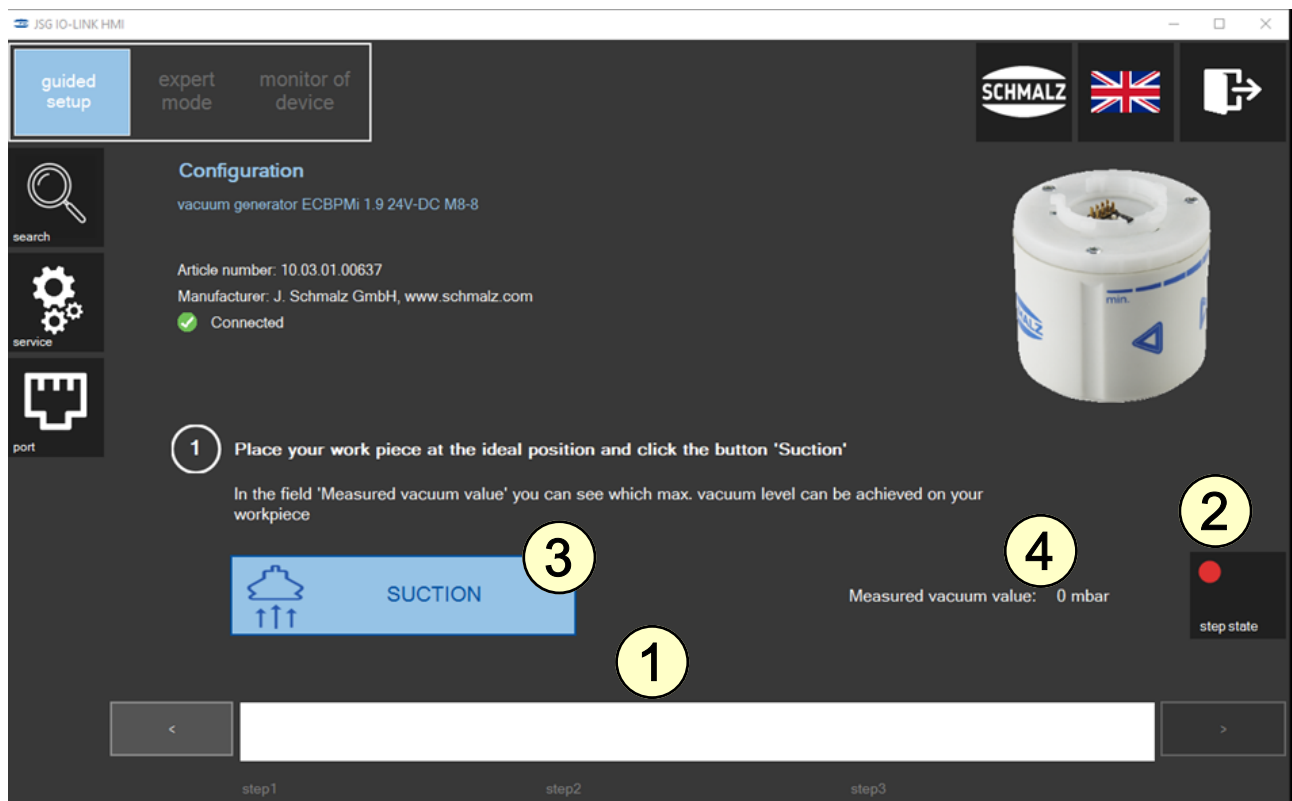 JSG IO-LINK HMI
guided
setup
expert
mode
monitor of
device
SCHMALZ
search
service
port
Configuration
vacuum generator ECBPMi 1.9 24V-DC M8-8
Article number: 10.03.01.00637
Manufacturer: J. Schmalz GmbH, www.schmalz.com
Connected
min.
SCHMALZ
1
Place your work piece at the ideal position and click the button 'Suction'
In the field 'Measured vacuum value' you can see which max. vacuum level can be achieved on your
workpiece
2
3
4
SUCTION
Measured vacuum value: 0 mbar
step state
1
<
>
step1
step2
step3